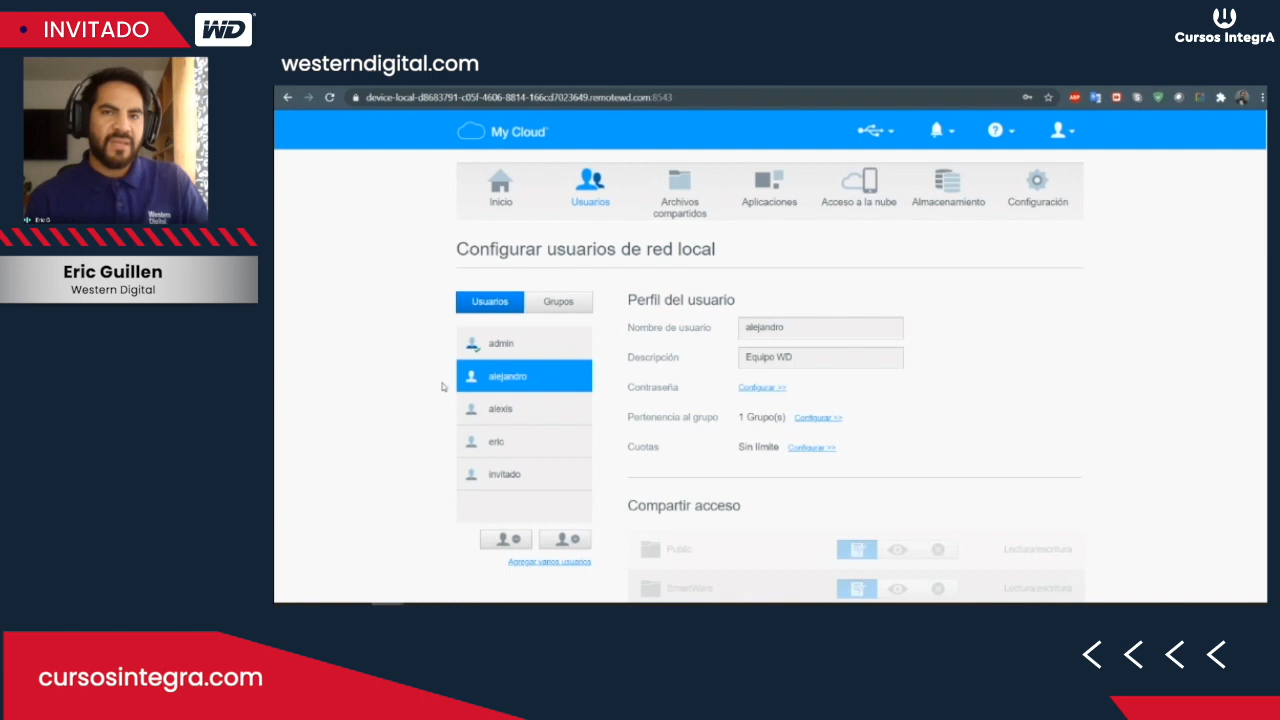 INVITADO
WD
Cursos IntegrA
westerndigital.com
device-local-d8683791-c05f-4606-8814-166cd7023649.remotewd.com:8543
My Cloud
Inicio
Usuarios
Archivos
compartidos
Aplicaciones
Acceso a la nube
Almacenamiento
Configuración
Western
Digital
Eric G
Eric Guillen
Western Digital
Configurar usuarios de red local
Usuarios
Grupos
admin
alejandro
alexis
eric
invitado
Agregar varios usuarios
Perfil del usuario
Nombre de usuario alejandro
Descripción Equipo WD
Contraseña Configurar >>
Pertenencia al grupo 1 Grupo(s) Configurar >>
Cuotas Sin límite Configurar >>
Compartir acceso
Public Lectura/escritura
SmartWare Lectura/escritura
cursosintegra.com